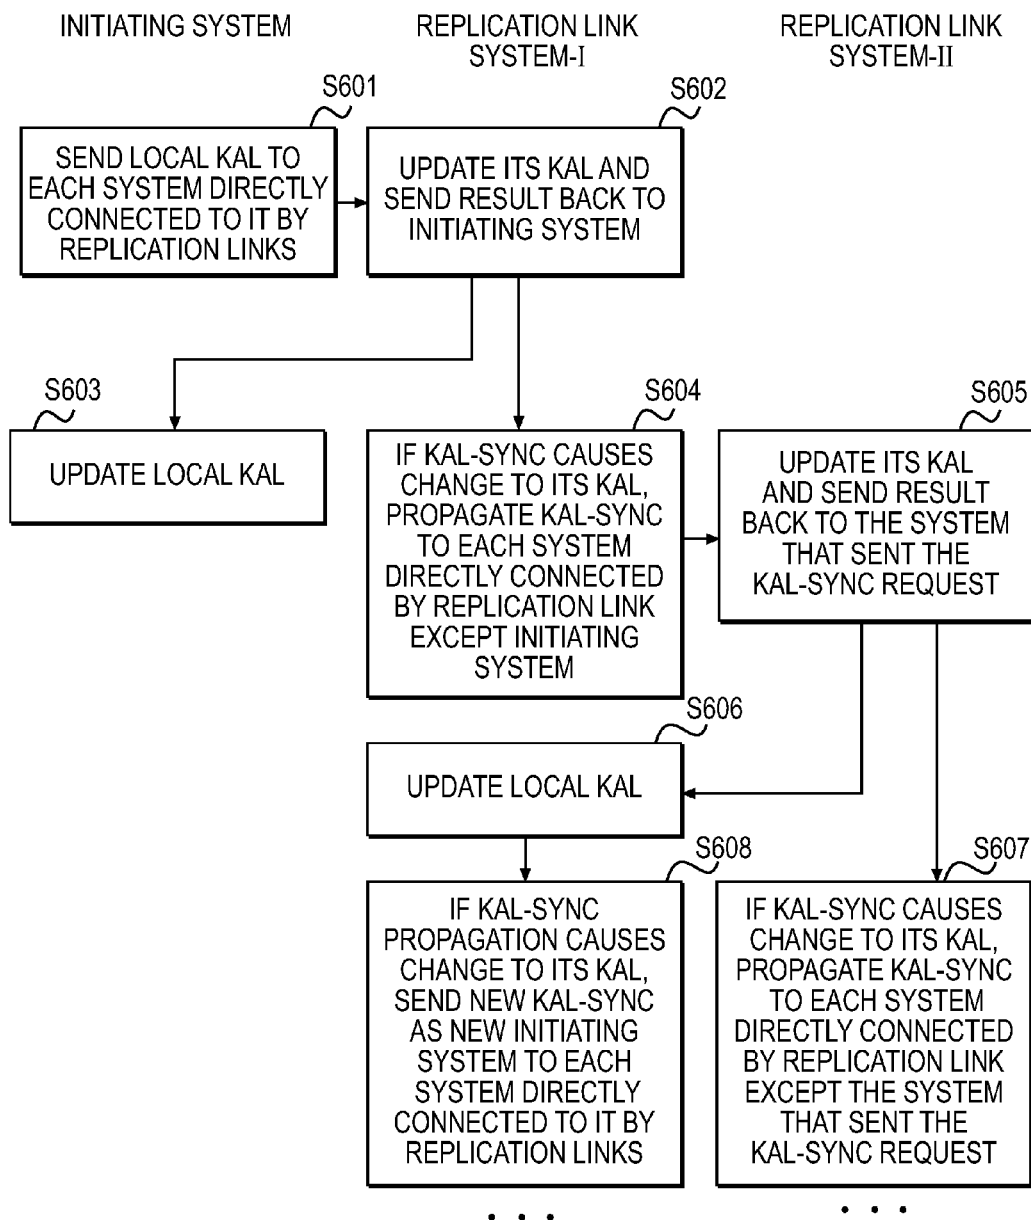 INITIATING SYSTEM
REPLICATION LINK
SYSTEM-I
REPLICATION LINK
SYSTEM-II
S601
SEND LOCAL KAL TO
EACH SYSTEM DIRECTLY
CONNECTED TO IT BY
REPLICATION LINKS
S602
UPDATE ITS KAL AND
SEND RESULT BACK TO
INITIATING SYSTEM
S603
UPDATE LOCAL KAL
S604
IF KAL-SYNC CAUSES
CHANGE TO ITS KAL,
PROPAGATE KAL-SYNC
TO EACH SYSTEM
DIRECTLY CONNECTED
BY REPLICATION LINK
EXCEPT INITIATING
SYSTEM
S605
UPDATE ITS KAL
AND SEND RESULT
BACK TO THE SYSTEM
THAT SENT THE
KAL-SYNC REQUEST
S606
UPDATE LOCAL KAL
S608
IF KAL-SYNC
PROPAGATION CAUSES
CHANGE TO ITS KAL,
SEND NEW KAL-SYNC
AS NEW INITIATING
SYSTEM TO EACH
SYSTEM DIRECTLY
CONNECTED TO IT BY
REPLICATION LINKS
S607
IF KAL-SYNC CAUSES
CHANGE TO ITS KAL,
PROPAGATE KAL-SYNC
TO EACH SYSTEM
DIRECTLY CONNECTED
BY REPLICATION LINK
EXCEPT THE SYSTEM
THAT SENT THE
KAL-SYNC REQUEST
. . .
. . .